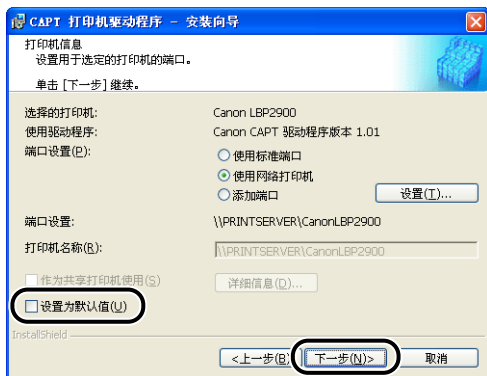 CAPT 打印机驱动程序 - 安装向导
打印机信息
设置用于选定的打印机的端口。
单击 [下一步] 继续。
选择的打印机: Canon LBP2900
使用驱动程序: Canon CAPT 驱动程序版本 1.01
端口设置(P): 使用标准端口
使用网络打印机
添加端口 设置(T)...
端口设置: \\PRINTSERVER\CanonLBP2900
打印机名称(R): \\PRINTSERVER\CanonLBP2900
作为共享打印机使用(S) 详细信息(D)...
设置为默认值(U)
InstallShield
<上一步(B) 下一步(N)> 取消